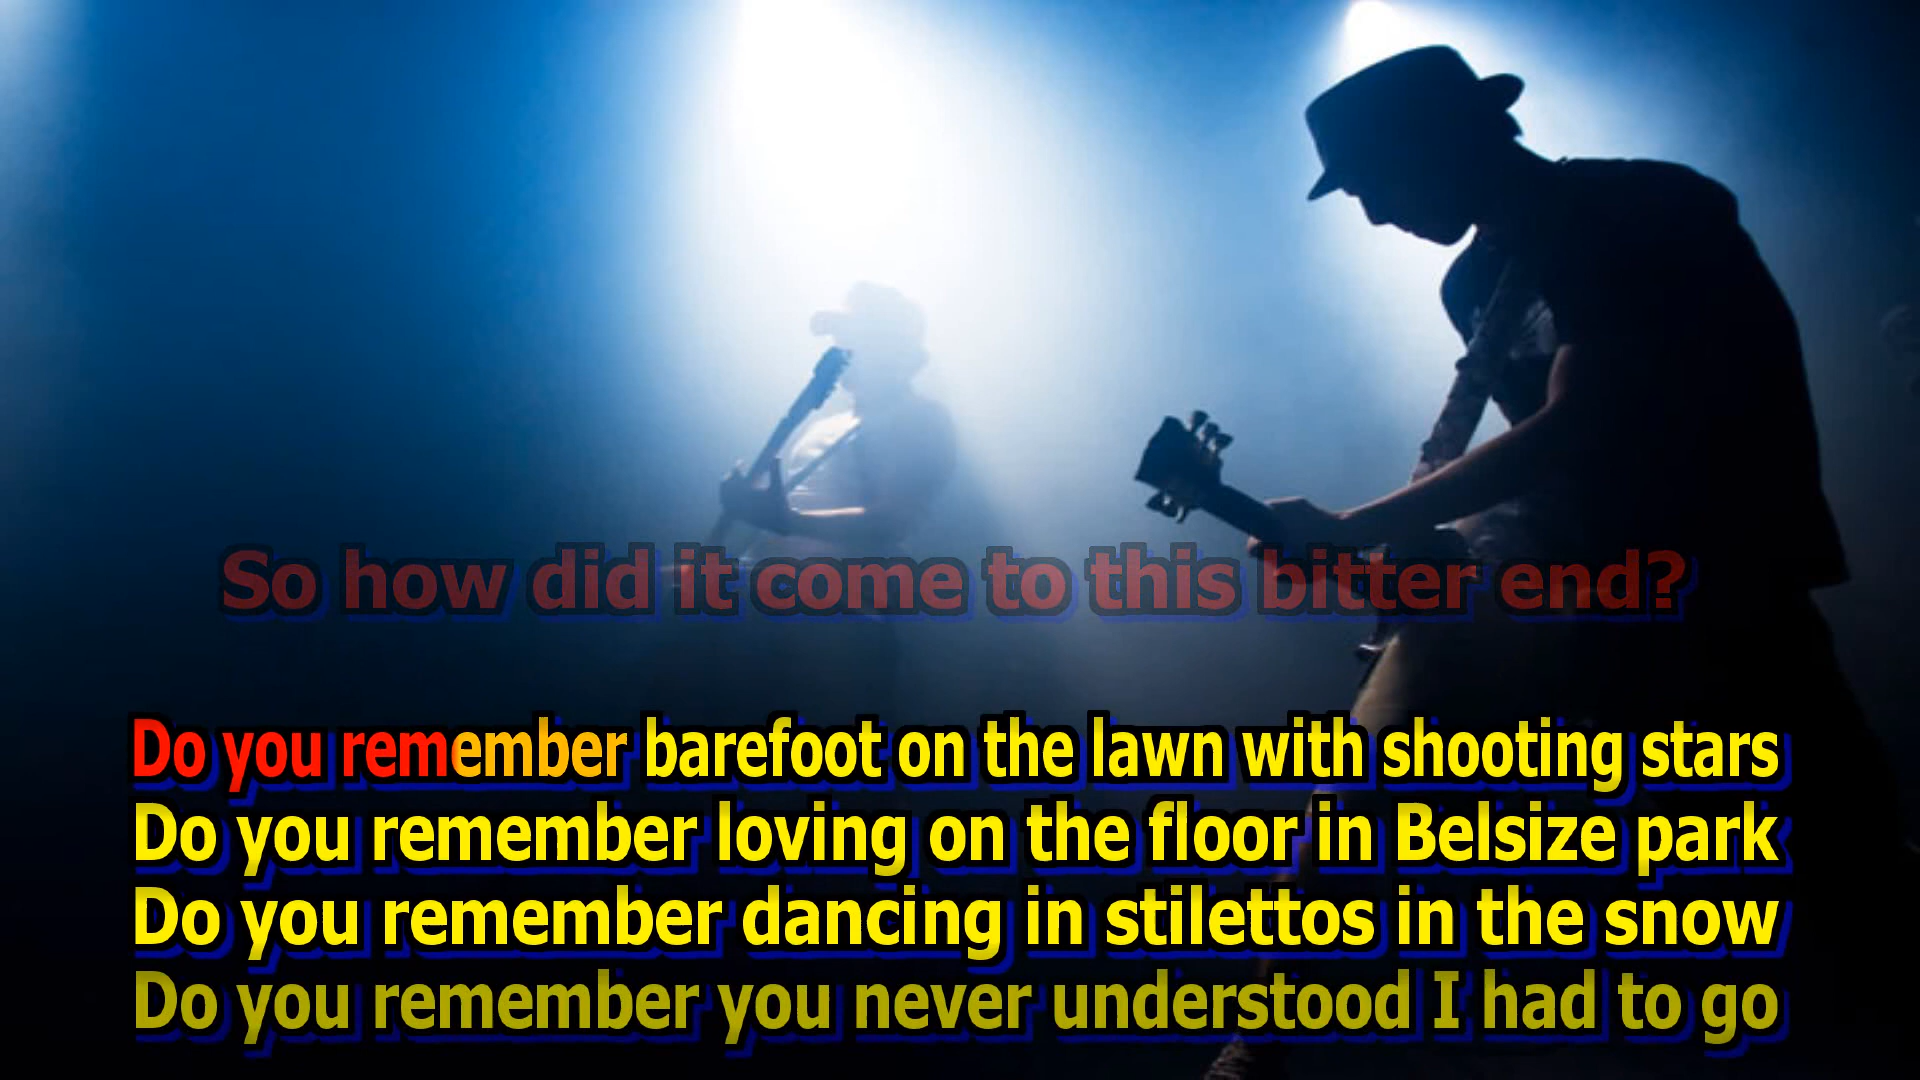 So how did it come to this bitter end?
Do you remember barefoot on the lawn with shooting stars
Do you remember loving on the floor in Belsize park
Do you remember dancing in stilettos in the snow
Do you remember you never understood I had to go